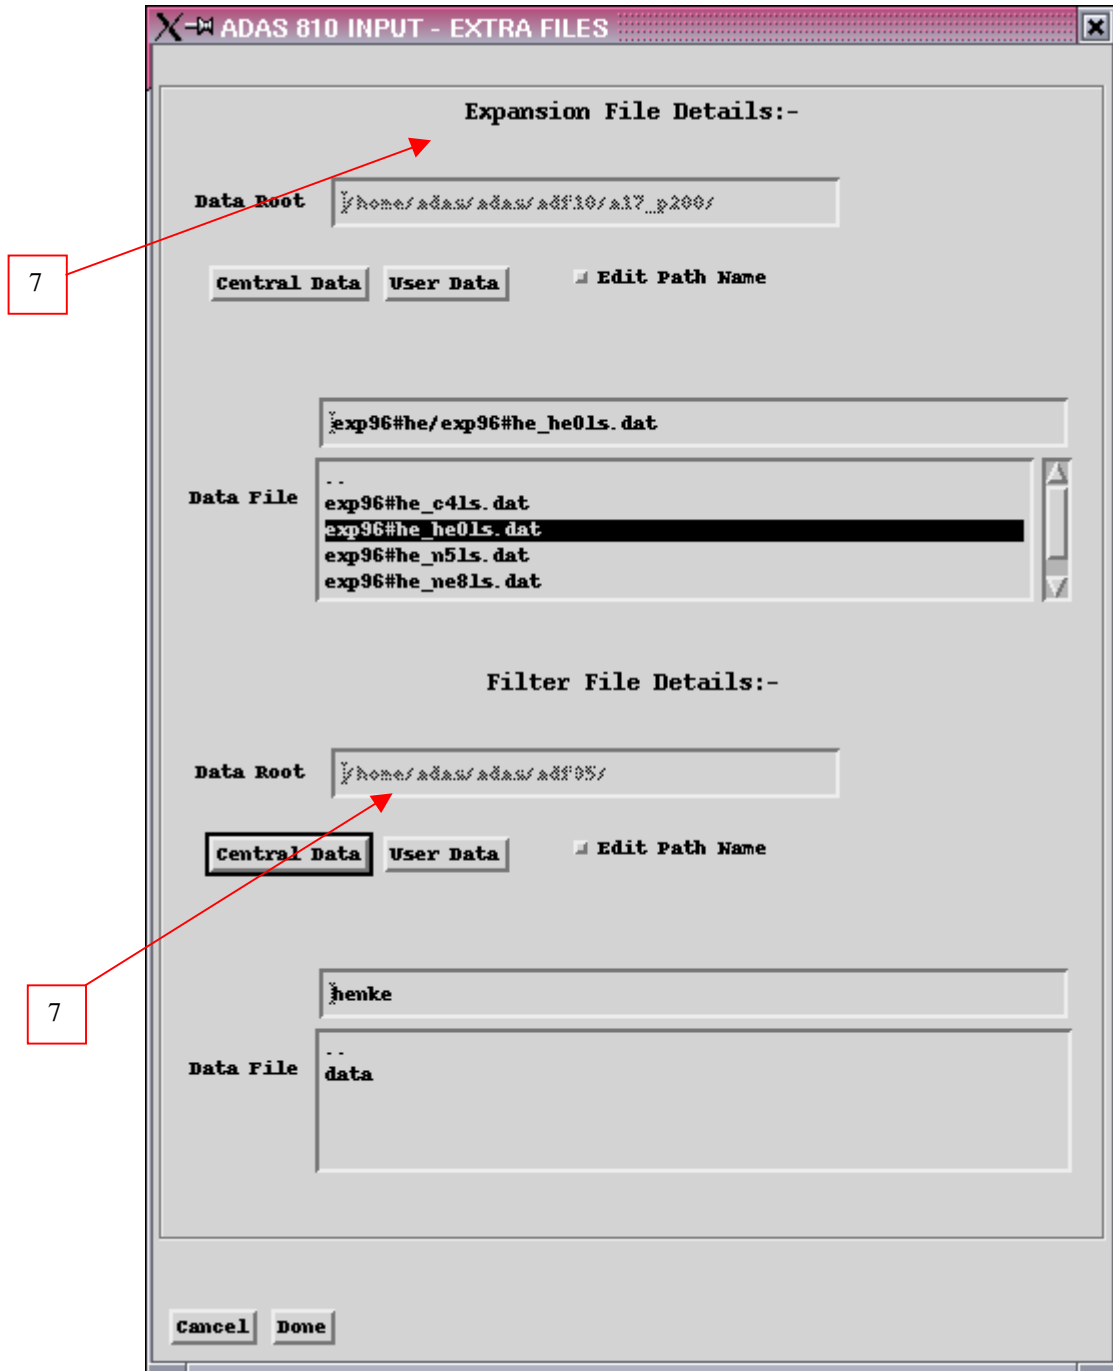 ADAS 810 INPUT - EXTRA FILES
Expansion File Details:-
Data Root /home/adas/adas/adf18/a17_p208/
7
Central Data User Data Edit Path Name
exp96#he/exp96#he_he0ls.dat
Data File
..
exp96#he_c4ls.dat
exp96#he_he0ls.dat
exp96#he_n5ls.dat
exp96#he_ne8ls.dat
Filter File Details:-
Data Root /home/adas/adas/adf35/
Central Data User Data Edit Path Name
7
henke
Data File
..
data
Cancel Done